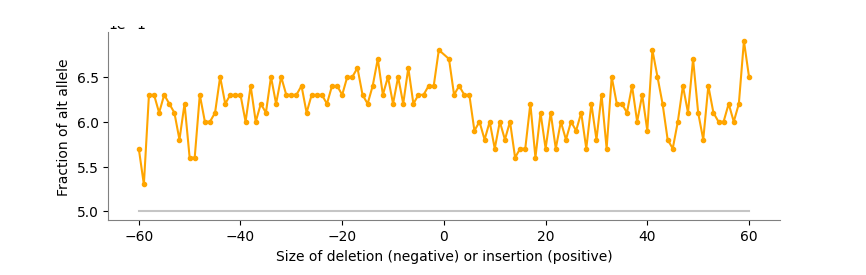 6.5
6.0
5.5
5.0
Fraction of alt allele
−60 −40 −20 0 20 40 60
Size of deletion (negative) or insertion (positive)